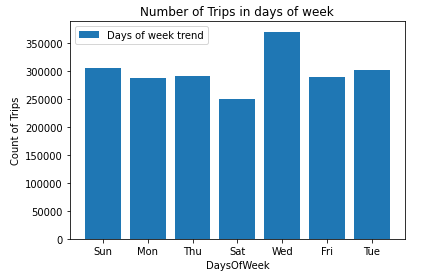 Number of Trips in days of week
Days of week trend
350000
300000
250000
200000
150000
100000
50000
0
Count of Trips
Sun Mon Thu Sat Wed Fri Tue
DaysOfWeek